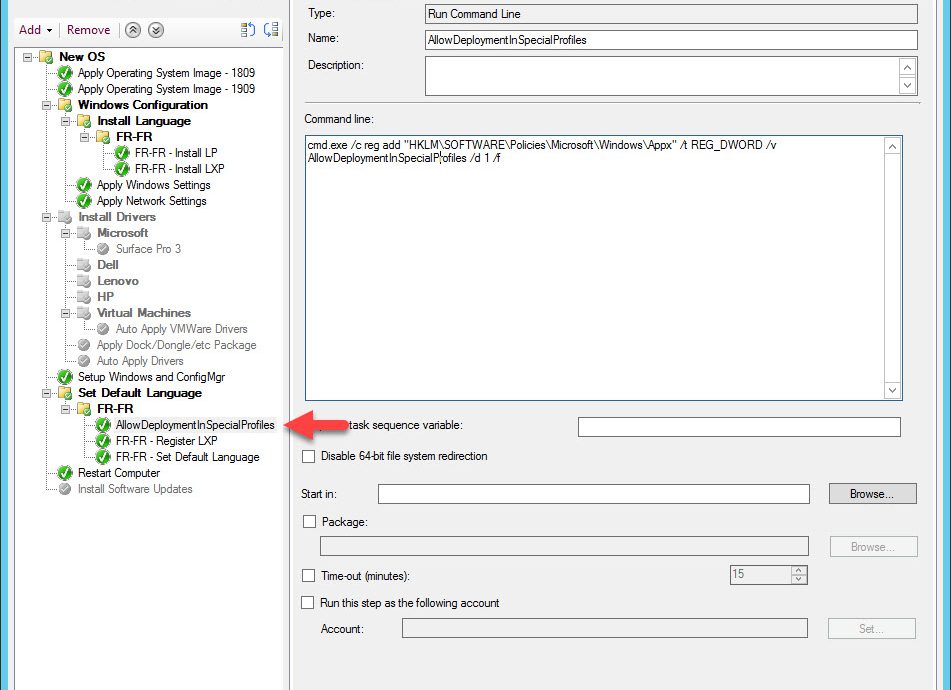 Add
Remove
New OS
Apply Operating System Image - 1809
Apply Operating System Image - 1909
Windows Configuration
Install Language
FR-FR
FR-FR - Install LP
FR-FR - Install LXP
Apply Windows Settings
Apply Network Settings
Install Drivers
Microsoft
Surface Pro 3
Dell
Lenovo
HP
Virtual Machines
Auto Apply VMWare Drivers
Apply Dock/Dongle/etc Package
Auto Apply Drivers
Setup Windows and ConfigMgr
Set Default Language
FR-FR
AllowDeploymentInSpecialProfiles
FR-FR - Register LXP
FR-FR - Set Default Language
Restart Computer
Install Software Updates
Type:
Run Command Line
Name:
AllowDeploymentInSpecialProfiles
Description:
Command line:
cmd.exe /c reg add "HKLM\SOFTWARE\Policies\Microsoft\Windows\Appx" /t REG_DWORD /v
AllowDeploymentInSpecialProfiles /d 1 /f
task sequence variable:
Disable 64-bit file system redirection
Start in:
Browse...
Package:
Browse...
Time-out (minutes):
15
Run this step as the following account
Account:
Set...